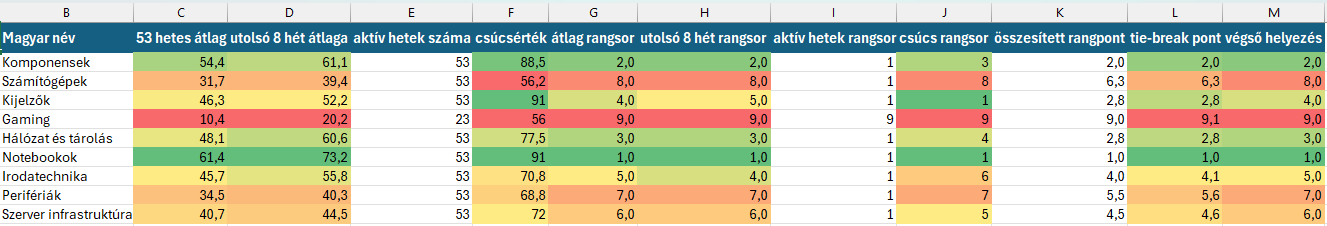 B C D E F G H I J K L M
Magyar név 53 hetes átlag utolsó 8 hét átlaga aktív hetek száma csúcsérték átlag rangsor utolsó 8 hét rangsor aktív hetek rangsor csúcs rangsor összesített rangpont tie-break pont végső helyezés
Komponensek 54,4 61,1 53 88,5 2,0 2,0 1 3 2,0 2,0 2,0
Számítógépek 31,7 39,4 53 56,2 8,0 8,0 1 8 6,3 6,3 8,0
Kijelzők 46,3 52,2 53 91 4,0 5,0 1 1 2,8 2,8 4,0
Gaming 10,4 20,2 23 56 9,0 9,0 9 9 9,0 9,1 9,0
Hálózat és tárolás 48,1 60,6 53 77,5 3,0 3,0 1 4 2,8 2,8 3,0
Notebookok 61,4 73,2 53 91 1,0 1,0 1 1 1,0 1,0 1,0
Irodatechnika 45,7 55,8 53 70,8 5,0 4,0 1 6 4,0 4,1 5,0
Perifériák 34,5 40,3 53 68,8 7,0 7,0 1 7 5,5 5,6 7,0
Szerver infrastruktúra 40,7 44,5 53 72 6,0 6,0 1 5 4,5 4,6 6,0